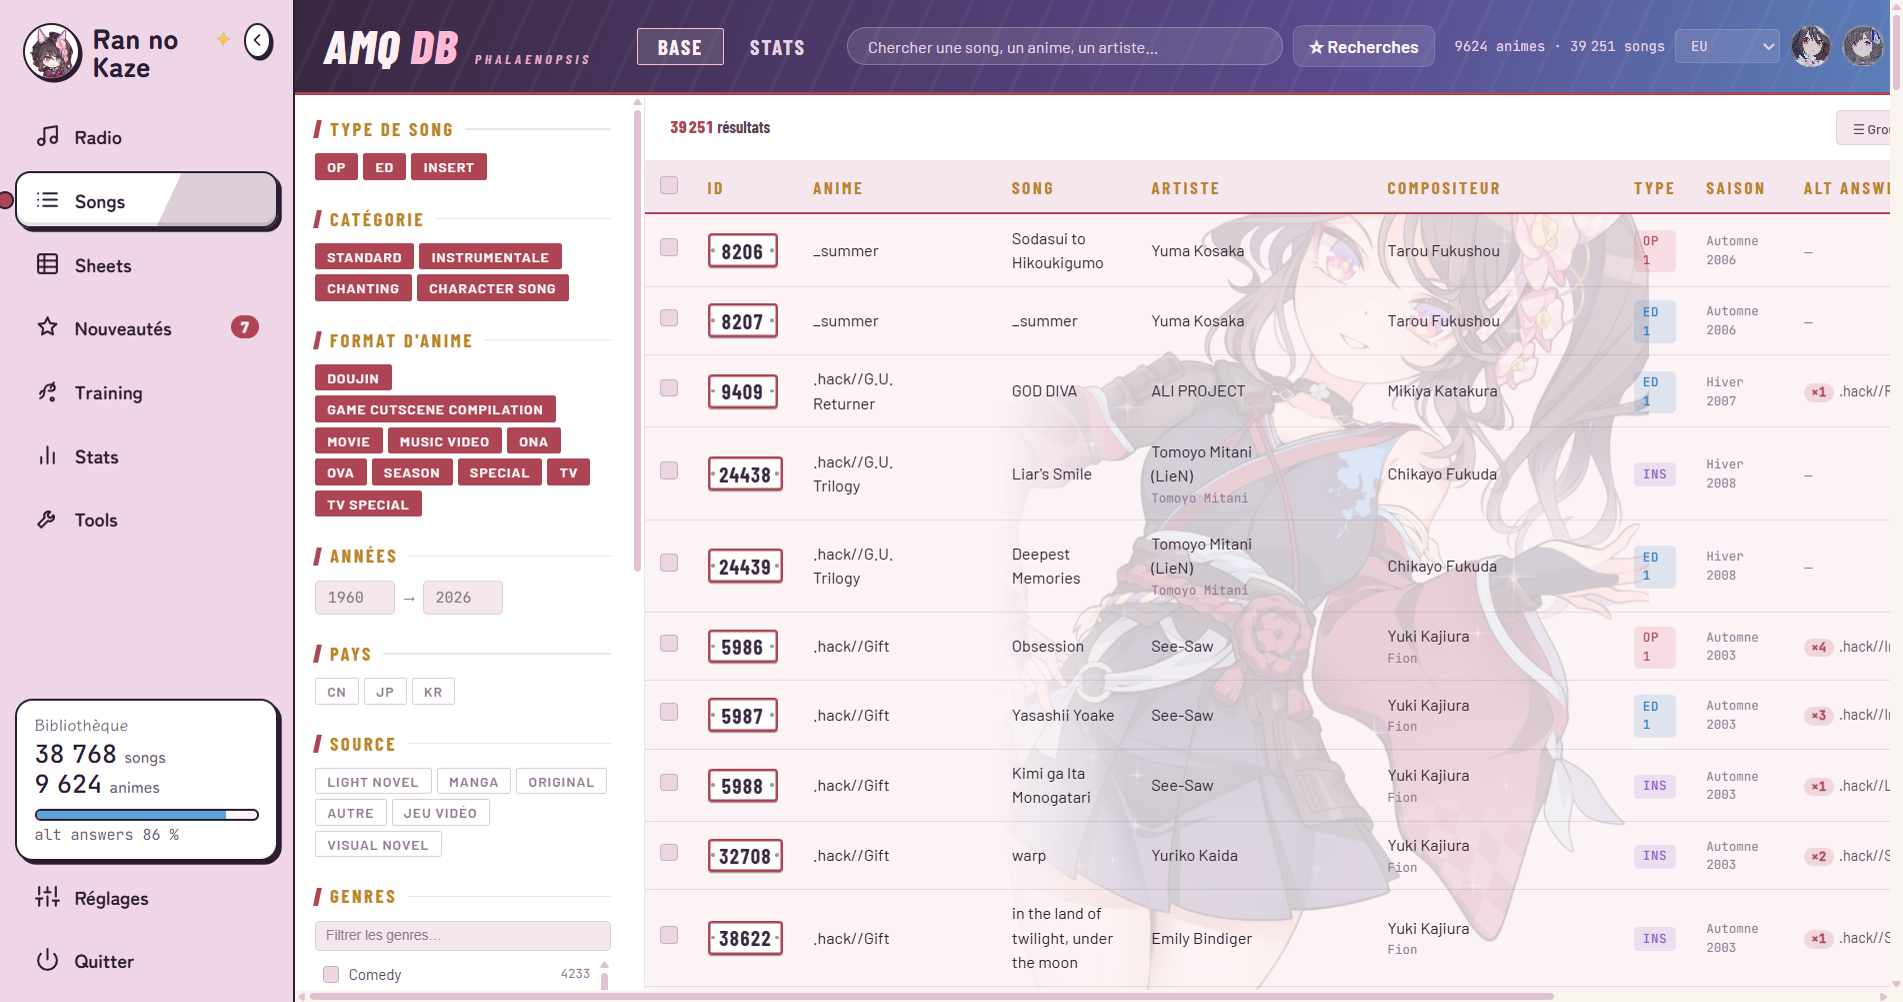 Ran no
Kaze
Radio
Songs
Sheets
Nouveautés 7
Training
Stats
Tools
Bibliothèque
38 768 songs
9 624 animes
alt answers 86 %
Réglages
Quitter
AMQ DB PHALAENOPSIS
BASE STATS
Chercher une song, un anime, un artiste...
★ Recherches
9624 animes · 39 251 songs
EU
TYPE DE SONG
OP ED INSERT
CATÉGORIE
STANDARD INSTRUMENTALE
CHANTING CHARACTER SONG
FORMAT D'ANIME
DOUJIN
GAME CUTSCENE COMPILATION
MOVIE MUSIC VIDEO ONA
OVA SEASON SPECIAL TV
TV SPECIAL
ANNÉES
1960 → 2026
PAYS
CN JP KR
SOURCE
LIGHT NOVEL MANGA ORIGINAL
AUTRE JEU VIDÉO
VISUAL NOVEL
GENRES
Filtrer les genres...
Comedy 4233
39 251 résultats
☰ Grou
ID ANIME SONG ARTISTE COMPOSITEUR TYPE SAISON ALT ANSWE
8206 _summer Sodasui to Hikoukigumo Yuma Kosaka Tarou Fukushou OP 1 Automne 2006 —
8207 _summer _summer Yuma Kosaka Tarou Fukushou ED 1 Automne 2006 —
9409 .hack//G.U. Returner GOD DIVA ALI PROJECT Mikiya Katakura ED 1 Hiver 2007 ×1 .hack//R
24438 .hack//G.U. Trilogy Liar's Smile Tomoyo Mitani (LieN) Tomoyo Mitani Chikayo Fukuda INS Hiver 2008 —
24439 .hack//G.U. Trilogy Deepest Memories Tomoyo Mitani (LieN) Tomoyo Mitani Chikayo Fukuda ED 1 Hiver 2008 —
5986 .hack//Gift Obsession See-Saw Yuki Kajiura Fion OP 1 Automne 2003 ×4 .hack//I
5987 .hack//Gift Yasashii Yoake See-Saw Yuki Kajiura Fion ED 1 Automne 2003 ×3 .hack//I
5988 .hack//Gift Kimi ga Ita Monogatari See-Saw Yuki Kajiura Fion INS Automne 2003 ×1 .hack//L
32708 .hack//Gift warp Yuriko Kaida Yuki Kajiura Fion INS Automne 2003 ×2 .hack//S
38622 .hack//Gift in the land of twilight, under the moon Emily Bindiger Yuki Kajiura Fion INS Automne 2003 ×1 .hack//S